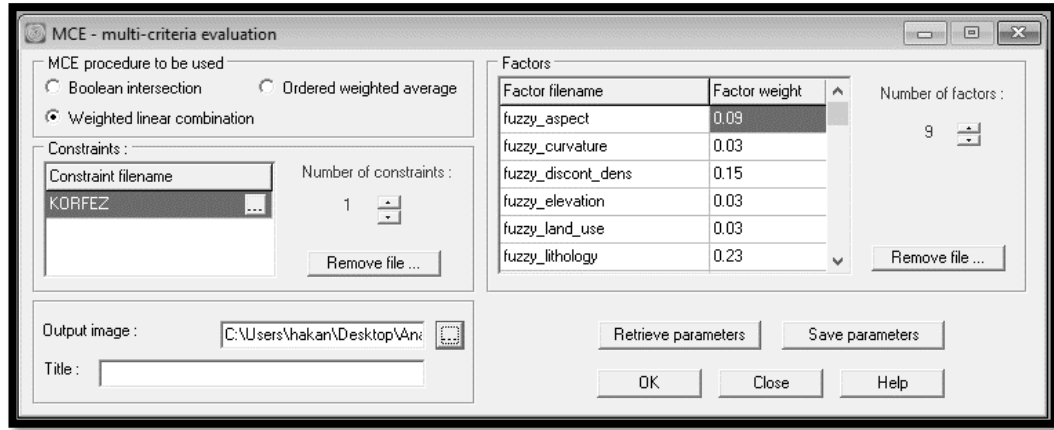 MCE - multi-criteria evaluation
MCE procedure to be used
Boolean intersection
Ordered weighted average
Weighted linear combination
Constraints :
Constraint filename
KORFEZ
...
Number of constraints :
1
Remove file ...
Output image :
C:\Users\hakan\Desktop\Ana
...
Title :
Factors
Factor filename Factor weight
fuzzy_aspect 0.09
fuzzy_curvature 0.03
fuzzy_discont_dens 0.15
fuzzy_elevation 0.03
fuzzy_land_use 0.03
fuzzy_lithology 0.23
Number of factors :
9
Remove file ...
Retrieve parameters
Save parameters
OK
Close
Help